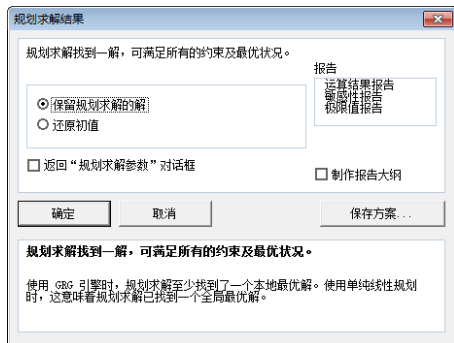 规划求解结果
规划求解找到一解，可满足所有的约束及最优状况。
报告
运算结果报告
敏感性报告
极限值报告
保留规划求解的解
还原初值
返回“规划求解参数”对话框
制作报告大纲
确定
取消
保存方案...
规划求解找到一解，可满足所有的约束及最优状况。
使用 GRG 引擎时，规划求解至少找到了一个本地最优解。使用单纯线性规划
时，这意味着规划求解已找到一个全局最优解。